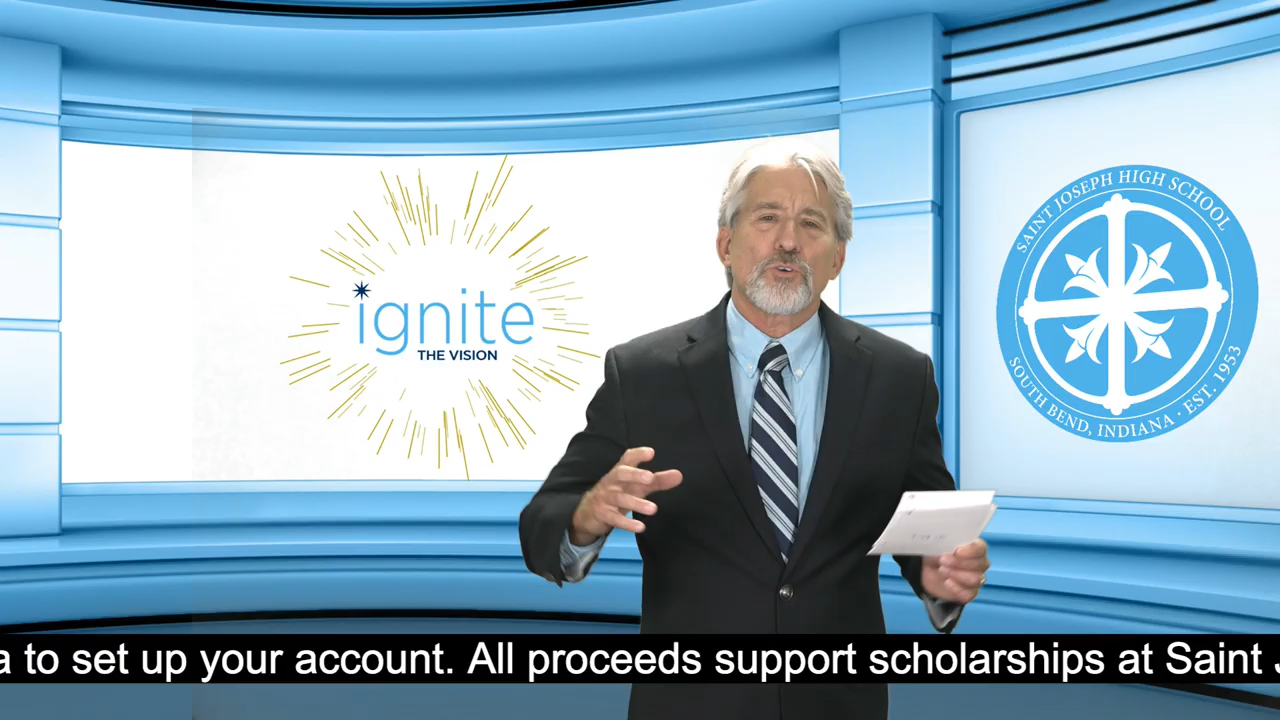 ignite
THE VISION
SAINT JOSEPH HIGH SCHOOL
SOUTH BEND, INDIANA · EST. 1953
a to set up your account. All proceeds support scholarships at Saint J